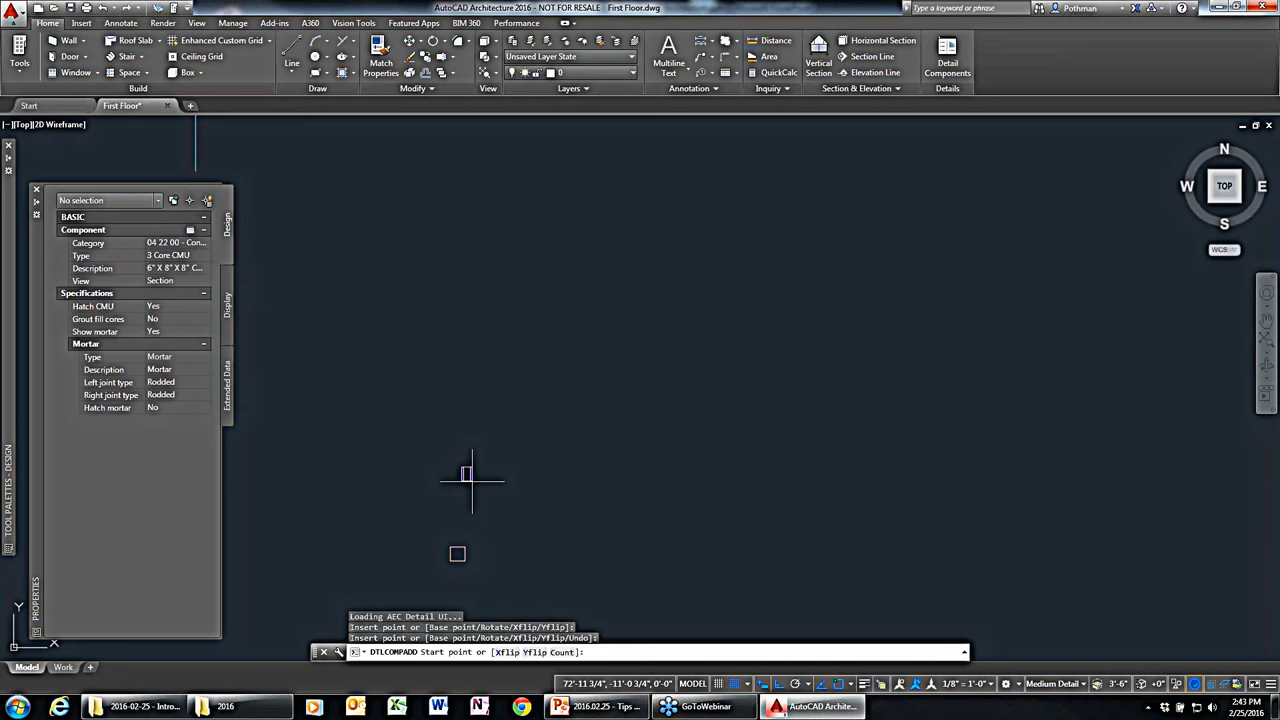 AutoCAD Architecture 2016 - NOT FOR RESALE First Floor.dwg
Type a keyword or phrase
Pothman
Home Insert Annotate Render View Manage Add-ins A360 Vision Tools Featured Apps BIM 360 Performance
Wall Roof Slab Enhanced Custom Grid
Door Stair Ceiling Grid
Window Space Box
Tools
Build
Line
Draw
Match Properties
Modify
View
Unsaved Layer State
0
Layers
Multiline Text
Annotation
Distance
Area
QuickCalc
Inquiry
Vertical Section
Horizontal Section
Section Line
Elevation Line
Section & Elevation
Detail Components
Details
Start First Floor*
[−][Top][2D Wireframe]
N
W TOP E
S
WCS
No selection
BASIC
Component
Category 04 22 00 - Con...
Type 3 Core CMU
Description 6" X 8" X 8" C...
View Section
Specifications
Hatch CMU Yes
Grout fill cores No
Show mortar Yes
Mortar
Type Mortar
Description Mortar
Left joint type Rodded
Right joint type Rodded
Hatch mortar No
Design
Display
Extended Data
TOOL PALETTES - DESIGN
PROPERTIES
Y
X
Loading AEC Detail UI...
Insert point or [Base point/Rotate/Xflip/Yflip]:
Insert point or [Base point/Rotate/Xflip/Yflip/Undo]:
DTLCOMPADD Start point or [Xflip Yflip Count]:
Model Work
72'-11 3/4", -11'-0 3/4", 0'-0" MODEL 1/8" = 1'-0" Medium Detail 3'-6" +0"
2016-02-25 - Intro... 2016 2016.02.25 - Tips ... GoToWebinar AutoCAD Archite...
2:43 PM
2/25/2016